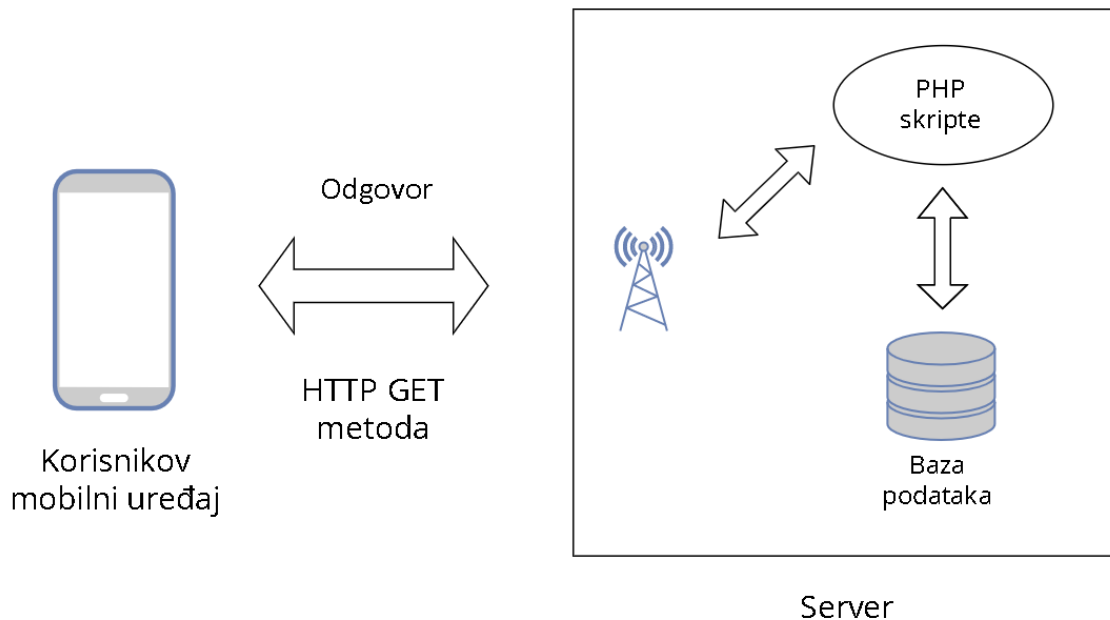 PHP
skripte
Odgovor
HTTP GET
metoda
Korisnikov
mobilni uređaj
Baza
podataka
Server